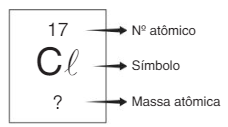 17 Nº atômico
Cℓ Símbolo
? Massa atômica